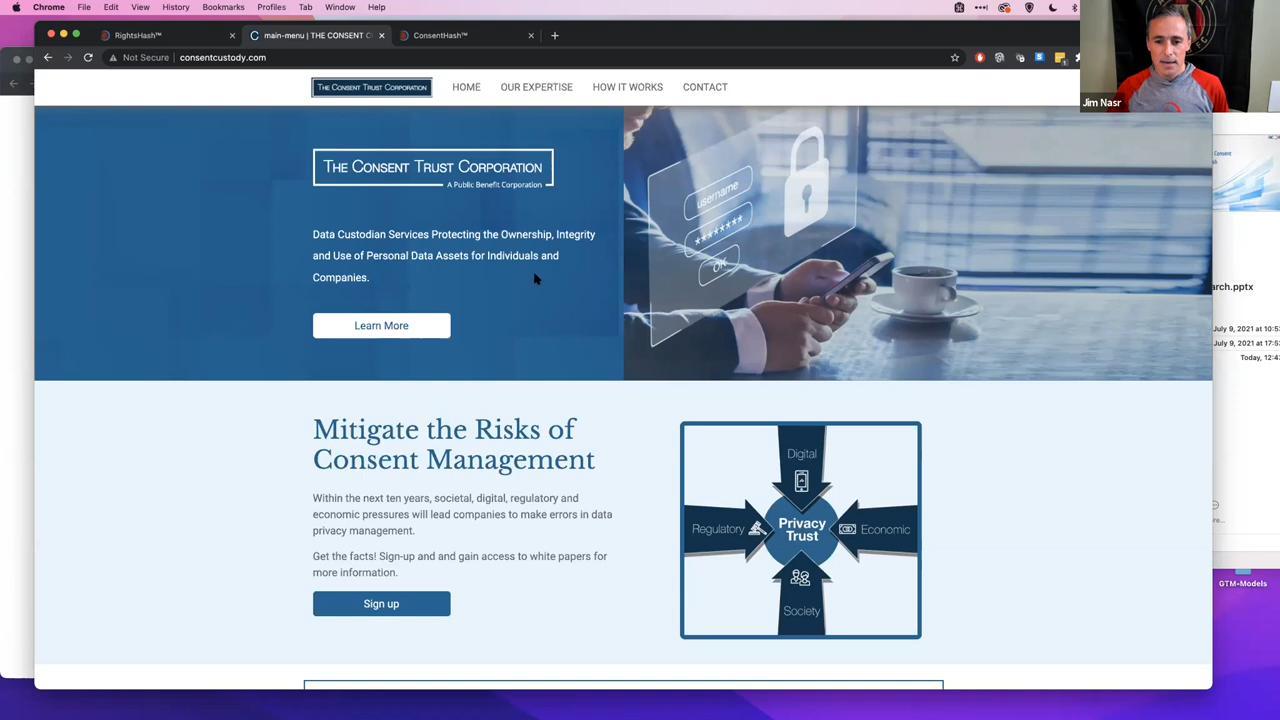 Chrome File Edit View History Bookmarks Profiles Tab Window Help
RightsHash™
main-menu | THE CONSENT C
ConsentHash™
Not Secure consentcustody.com
THE CONSENT TRUST CORPORATION
HOME
OUR EXPERTISE
HOW IT WORKS
CONTACT
Jim Nasr
THE CONSENT TRUST CORPORATION
A Public Benefit Corporation
Data Custodian Services Protecting the Ownership, Integrity
and Use of Personal Data Assets for Individuals and
Companies.
Learn More
username
********
OK
arch.pptx
July 9, 2021 at 10:53
July 9, 2021 at 17:53
Today, 12:4
Mitigate the Risks of
Consent Management
Within the next ten years, societal, digital, regulatory and
economic pressures will lead companies to make errors in data
privacy management.
Get the facts! Sign-up and and gain access to white papers for
more information.
Sign up
Digital
Regulatory
Privacy
Trust
Economic
Society
GTM-Models